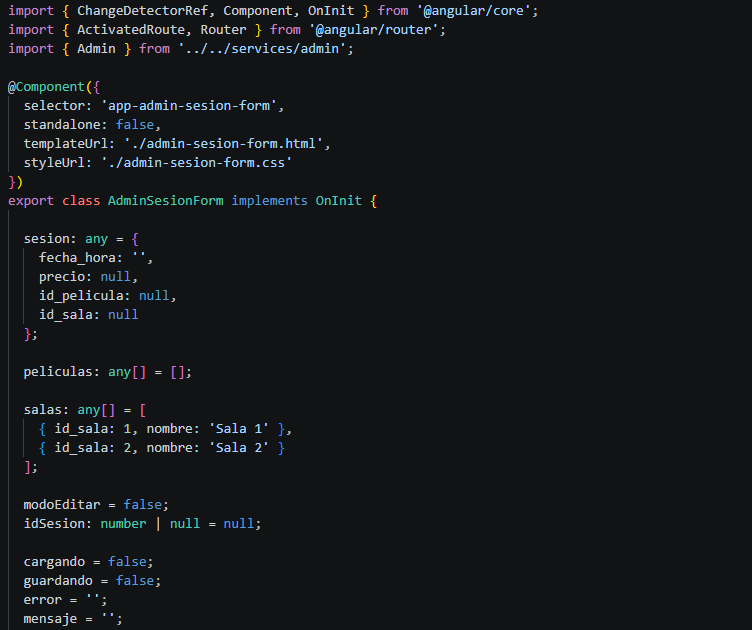 import { ChangeDetectorRef, Component, OnInit } from '@angular/core';
import { ActivatedRoute, Router } from '@angular/router';
import { Admin } from '../../services/admin';

@Component({
  selector: 'app-admin-sesion-form',
  standalone: false,
  templateUrl: './admin-sesion-form.html',
  styleUrl: './admin-sesion-form.css'
})
export class AdminSesionForm implements OnInit {

  sesion: any = {
    fecha_hora: '',
    precio: null,
    id_pelicula: null,
    id_sala: null
  };

  peliculas: any[] = [];

  salas: any[] = [
    { id_sala: 1, nombre: 'Sala 1' },
    { id_sala: 2, nombre: 'Sala 2' }
  ];

  modoEditar = false;
  idSesion: number | null = null;

  cargando = false;
  guardando = false;
  error = '';
  mensaje = '';